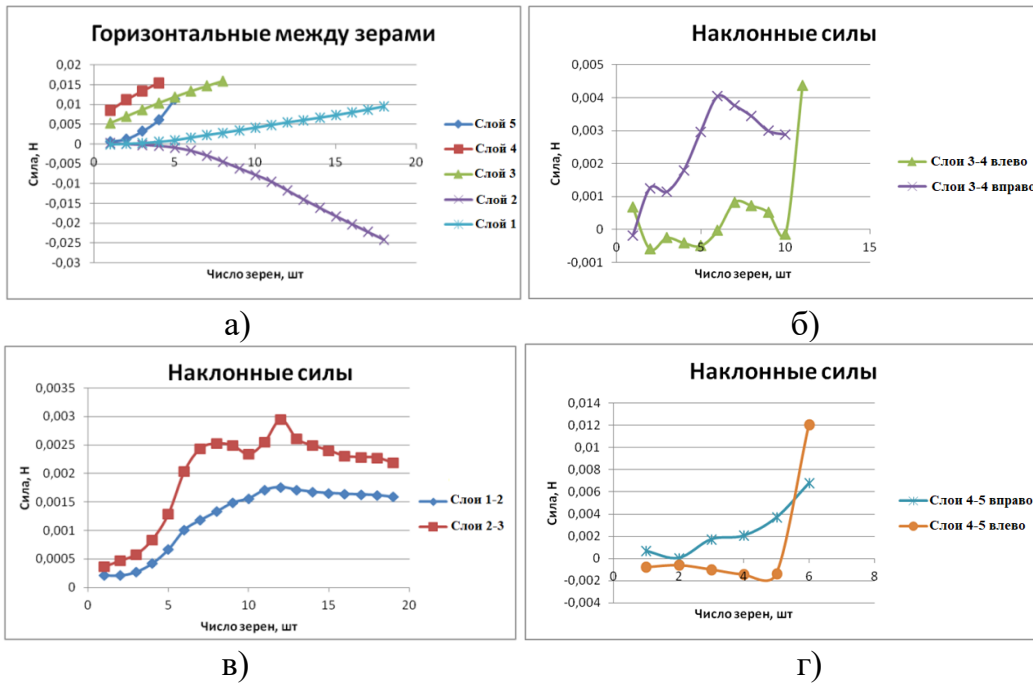 Горизонтальные между зерами
0,02
0,015
0,01
0,005
0
-0,005
-0,01
-0,015
-0,02
-0,025
-0,03
0
5
10
15
20
Сила, Н
Число зерен, шт
Слой 5
Слой 4
Слой 3
Слой 2
Слой 1
а)
Наклонные силы
0,005
0,004
0,003
0,002
0,001
0
-0,001
0
5
10
15
Сила, Н
Число зерен, шт
Слои 3-4 влево
Слои 3-4 вправо
б)
Наклонные силы
0,0035
0,003
0,0025
0,002
0,0015
0,001
0,0005
0
0
5
10
15
20
Сила, Н
Число зерен, шт
Слои 1-2
Слои 2-3
в)
Наклонные силы
0,014
0,012
0,01
0,008
0,006
0,004
0,002
0
-0,002
-0,004
0
2
4
6
8
Сила, Н
Число зерен, шт
Слои 4-5 вправо
Слои 4-5 влево
г)